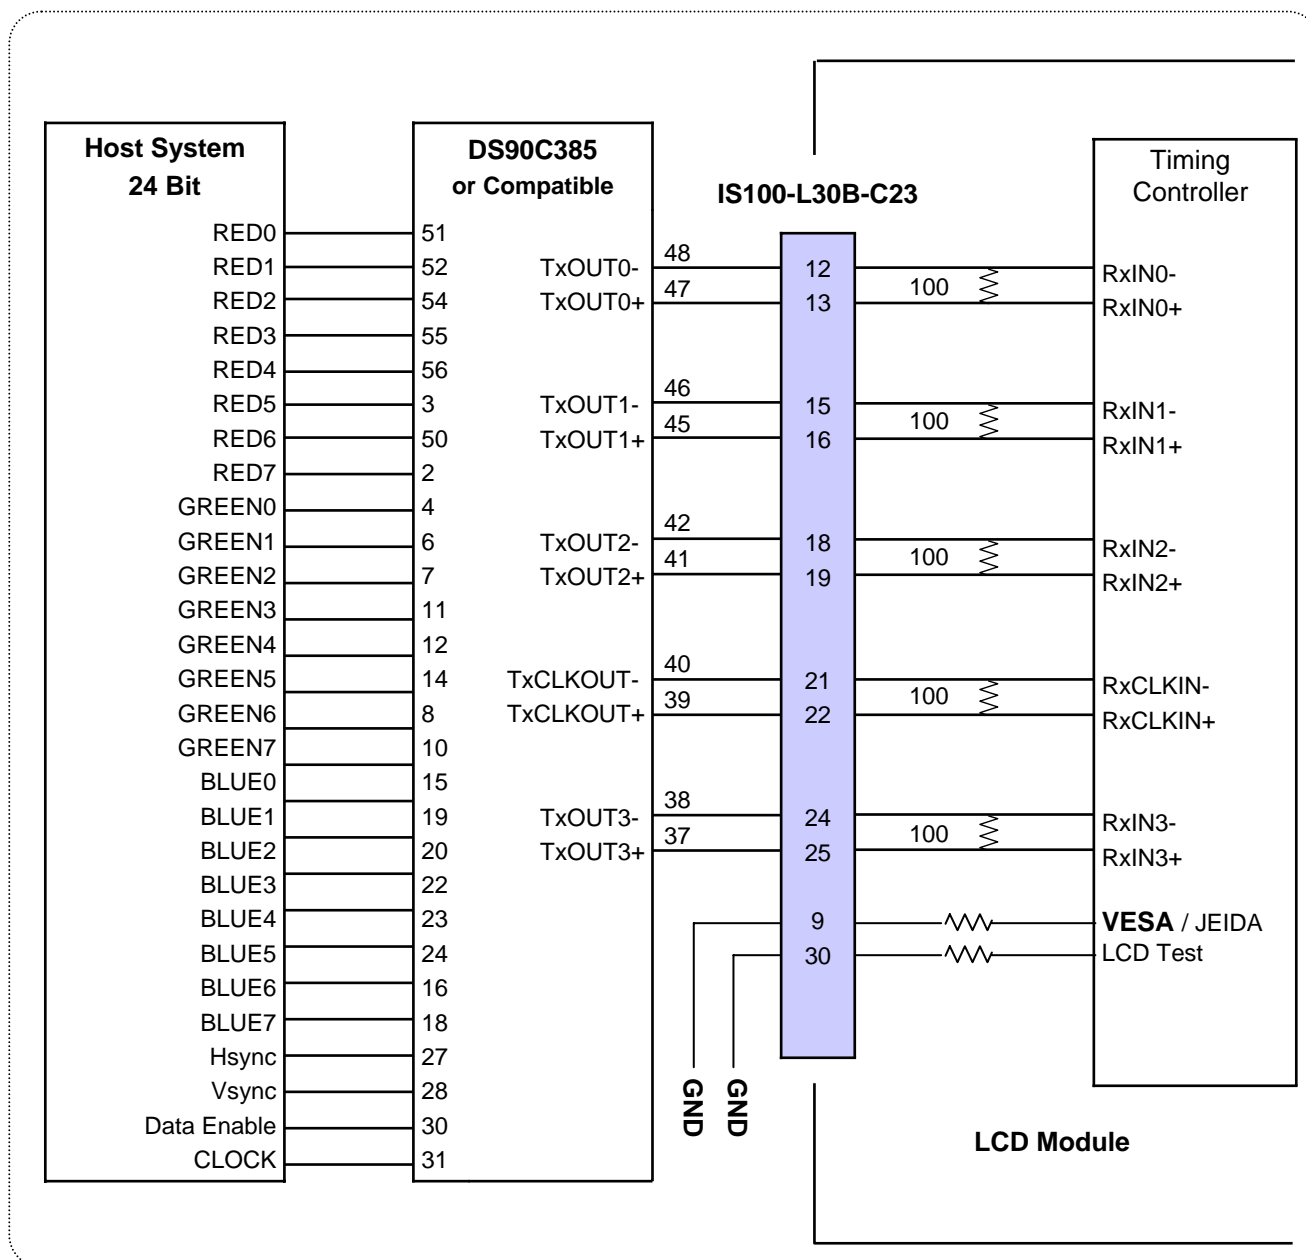 Host System
24 Bit
RED0
RED1
RED2
RED3
RED4
RED5
RED6
RED7
GREEN0
GREEN1
GREEN2
GREEN3
GREEN4
GREEN5
GREEN6
GREEN7
BLUE0
BLUE1
BLUE2
BLUE3
BLUE4
BLUE5
BLUE6
BLUE7
Hsync
Vsync
Data Enable
CLOCK
DS90C385
or Compatible
51
52
54
55
56
3
50
2
4
6
7
11
12
14
8
10
15
19
20
22
23
24
16
18
27
28
30
31
TxOUT0-
TxOUT0+
TxOUT1-
TxOUT1+
TxOUT2-
TxOUT2+
TxCLKOUT-
TxCLKOUT+
TxOUT3-
TxOUT3+
48
47
46
45
42
41
40
39
38
37
IS100-L30B-C23
12
13
15
16
18
19
21
22
24
25
9
30
GND
GND
100
100
100
100
100
Timing
Controller
RxIN0-
RxIN0+
RxIN1-
RxIN1+
RxIN2-
RxIN2+
RxCLKIN-
RxCLKIN+
RxIN3-
RxIN3+
VESA / JEIDA
LCD Test
LCD Module